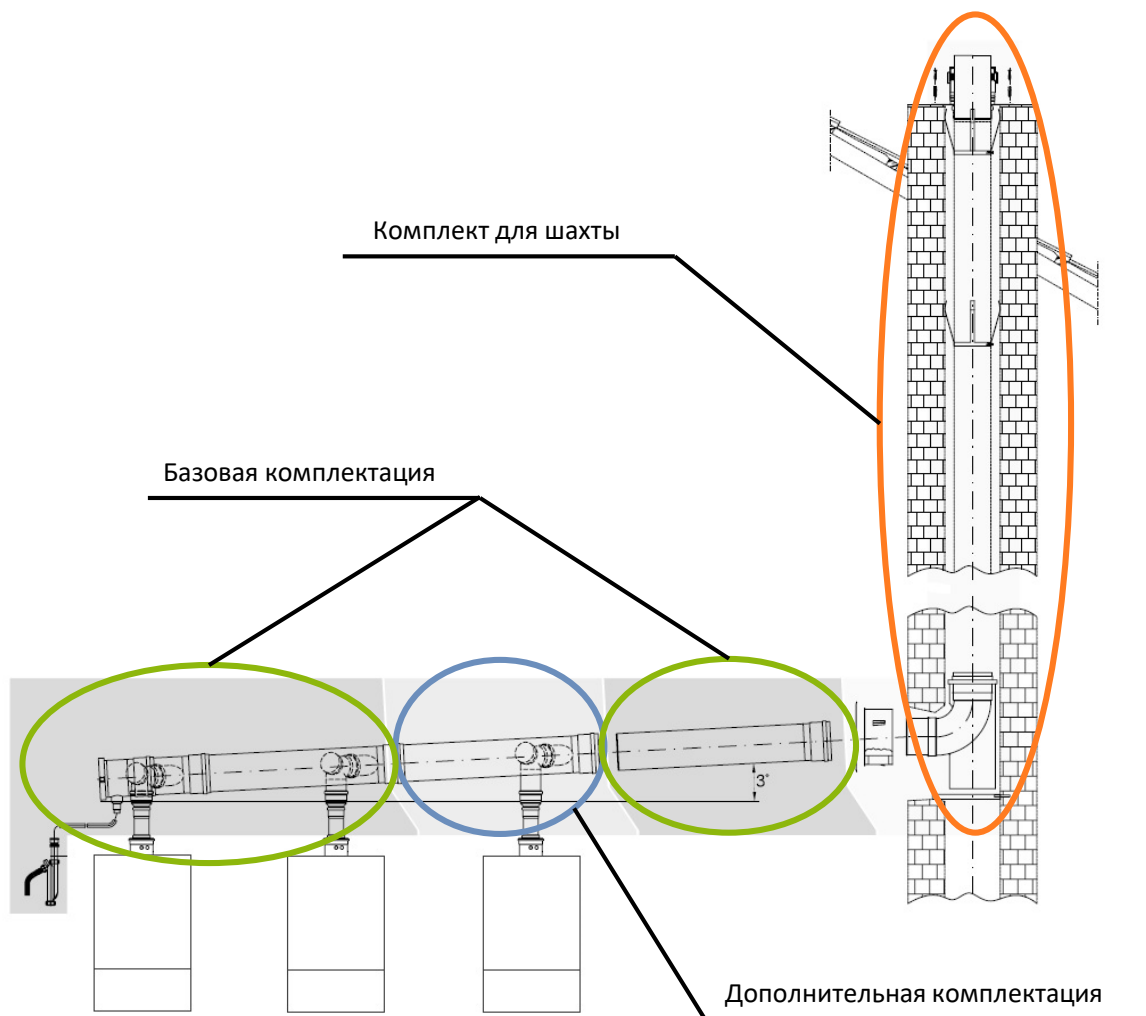 Комплект для шахты
Базовая комплектация
3°
Дополнительная комплектация